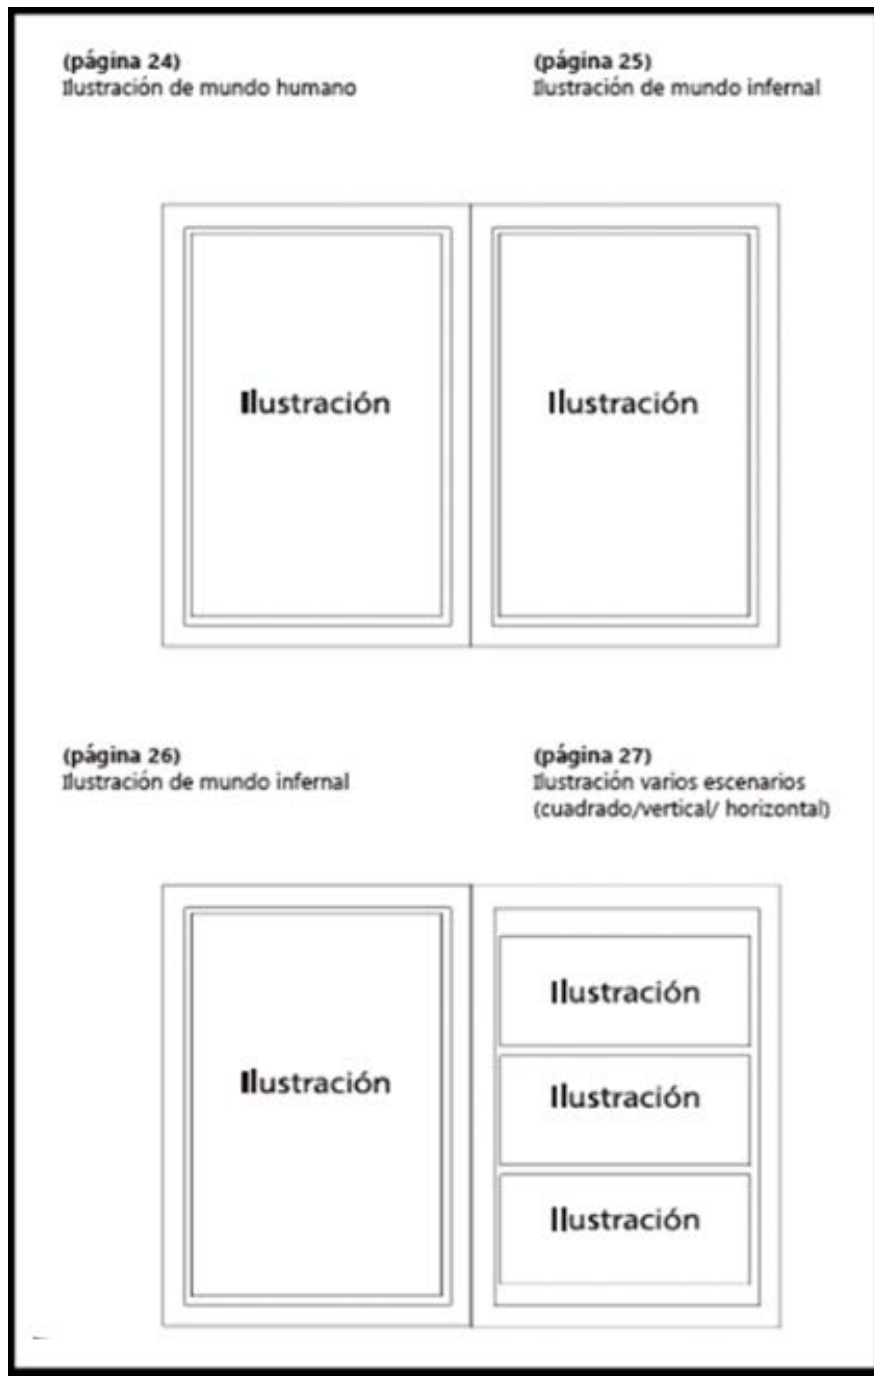 (página 24)
Ilustración de mundo humano
(página 25)
Ilustración de mundo infernal
Ilustración
Ilustración
(página 26)
Ilustración de mundo infernal
(página 27)
Ilustración varios escenarios
(cuadrado/vertical/ horizontal)
Ilustración
Ilustración
Ilustración
Ilustración